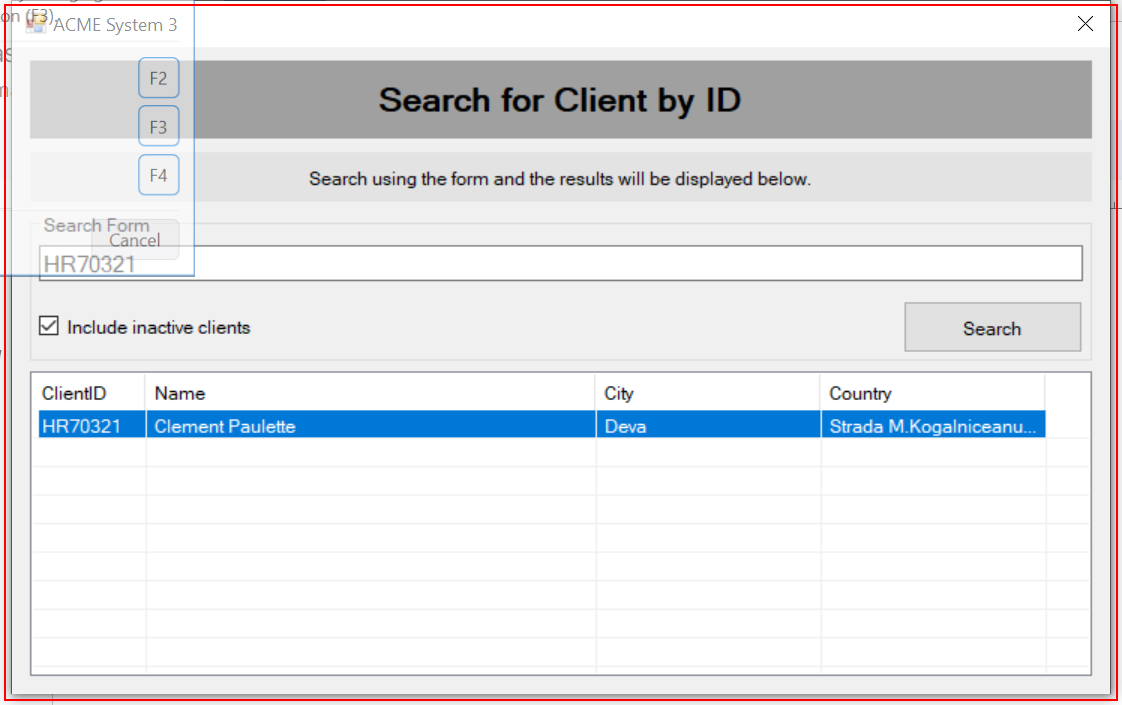 on (F3).
ACME System 3
F2
Search for Client by ID
F3
F4
Search using the form and the results will be displayed below.
Search Form
Cancel
HR70321
Include inactive clients
Search
ClientID Name City Country
HR70321 Clement Paulette Deva Strada M.Kogalniceanu...